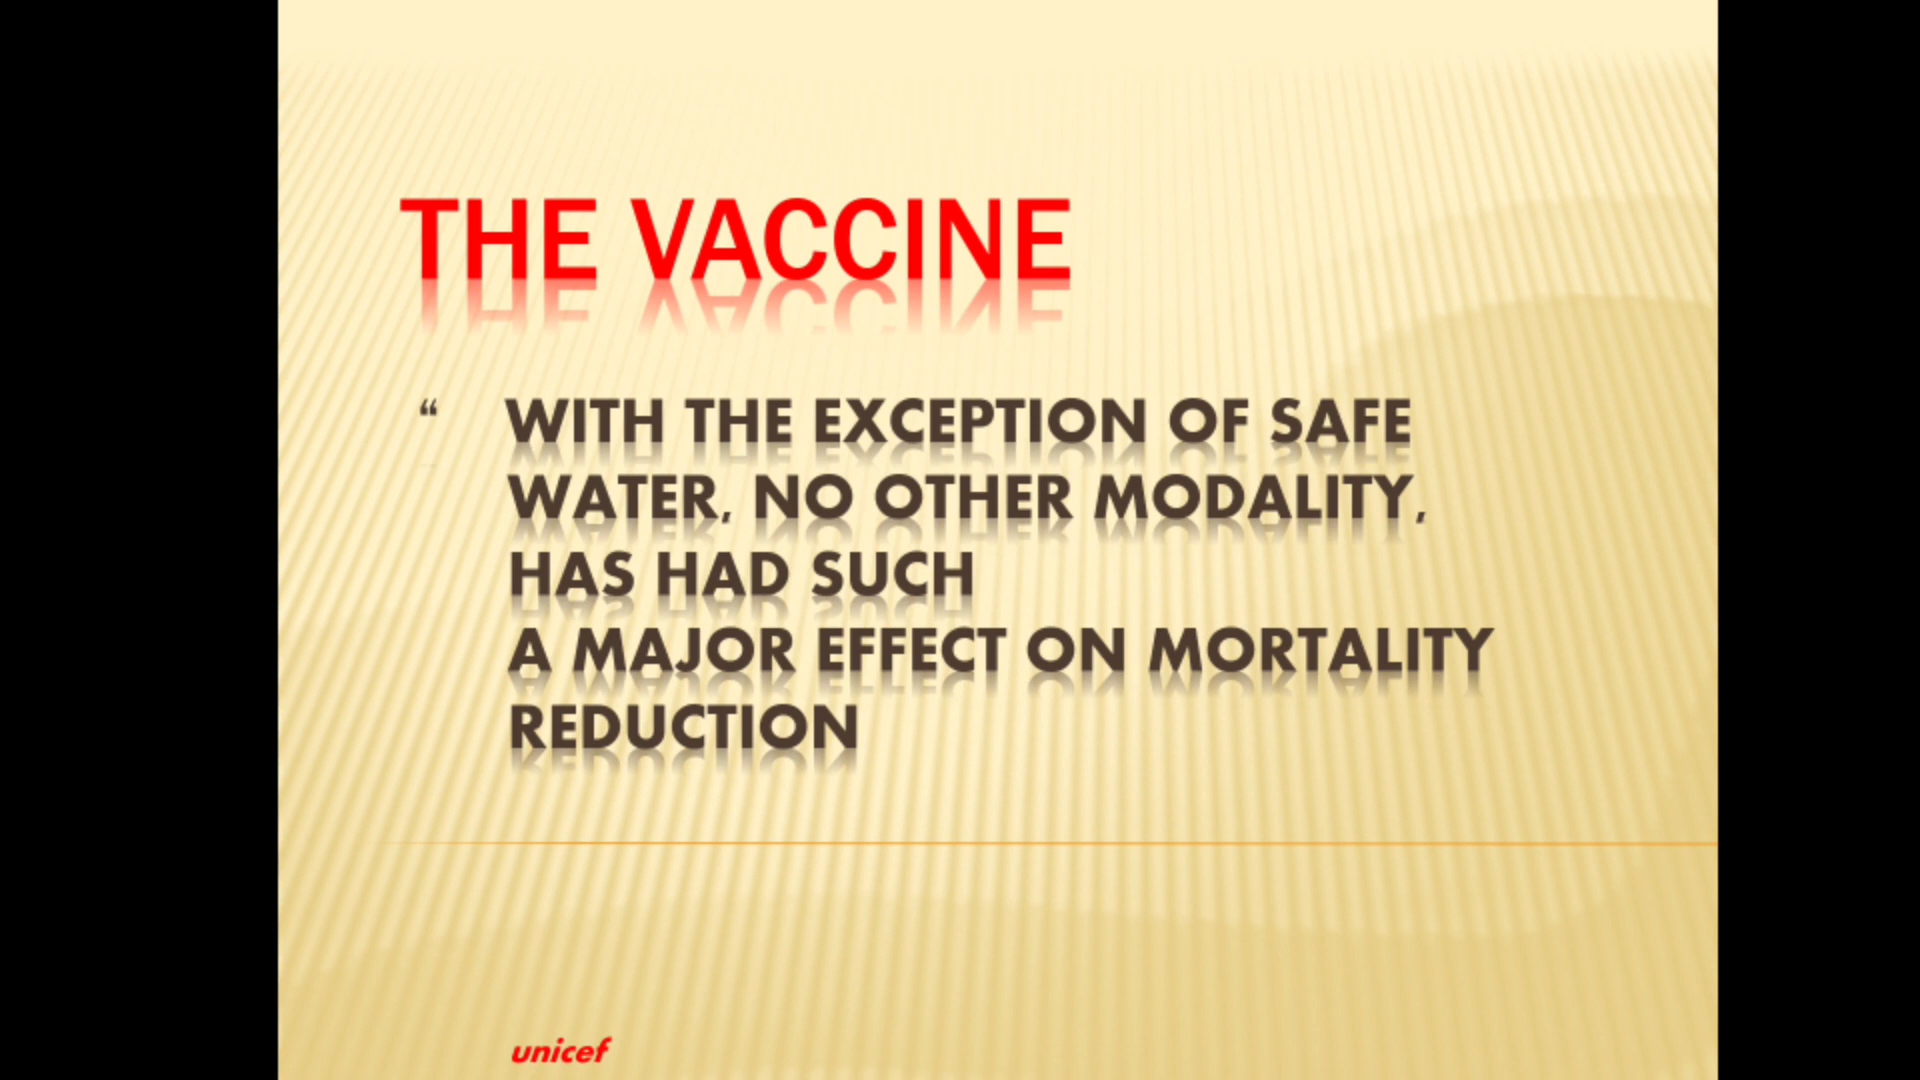 THE VACCINE
“ WITH THE EXCEPTION OF SAFE
WATER, NO OTHER MODALITY,
HAS HAD SUCH
A MAJOR EFFECT ON MORTALITY
REDUCTION
unicef